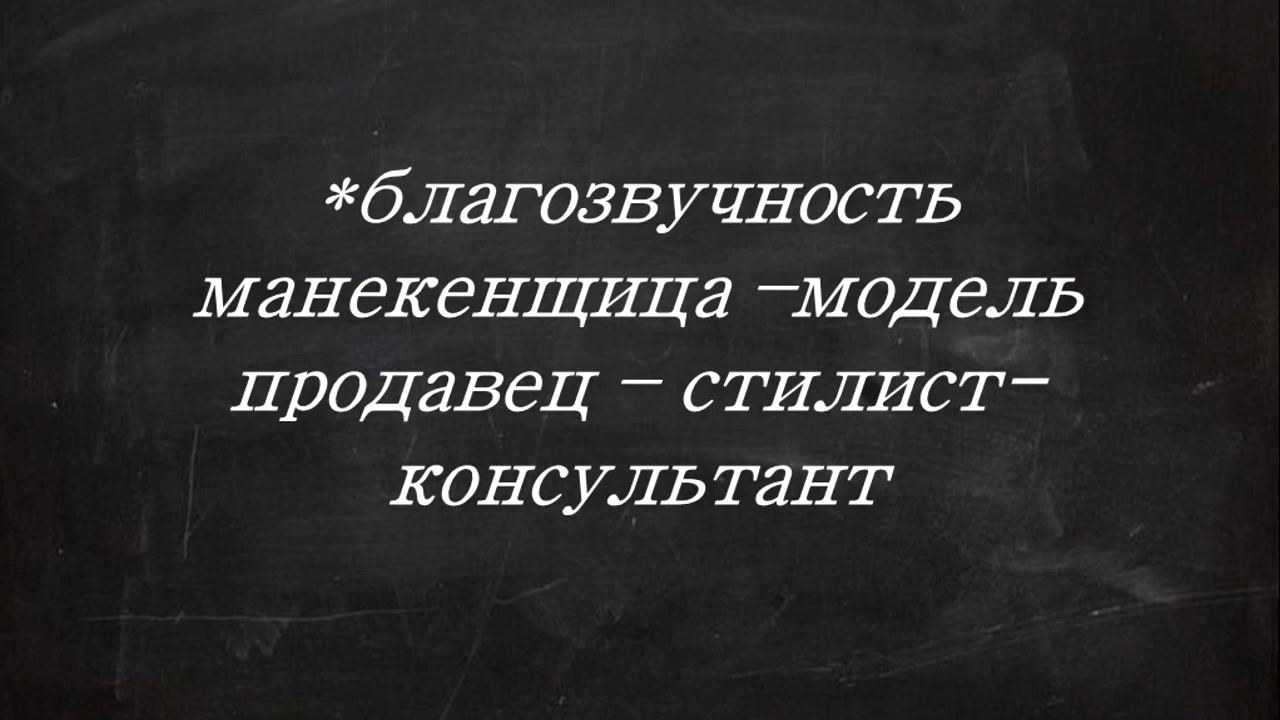 *благозвучность
манекенщица –модель
продавец – стилист-
консультант